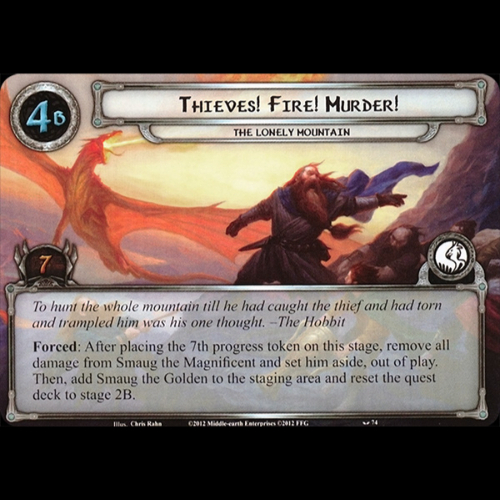 4B
THIEVES! FIRE! MURDER!
THE LONELY MOUNTAIN
7
To hunt the whole mountain till he had caught the thief and had torn
and trampled him was his one thought. –The Hobbit
Forced: After placing the 7th progress token on this stage, remove all
damage from Smaug the Magnificent and set him aside, out of play.
Then, add Smaug the Golden to the staging area and reset the quest
deck to stage 2B.
Illus. Chris Rahn ©2012 Middle-earth Enterprises ©2012 FFG 74